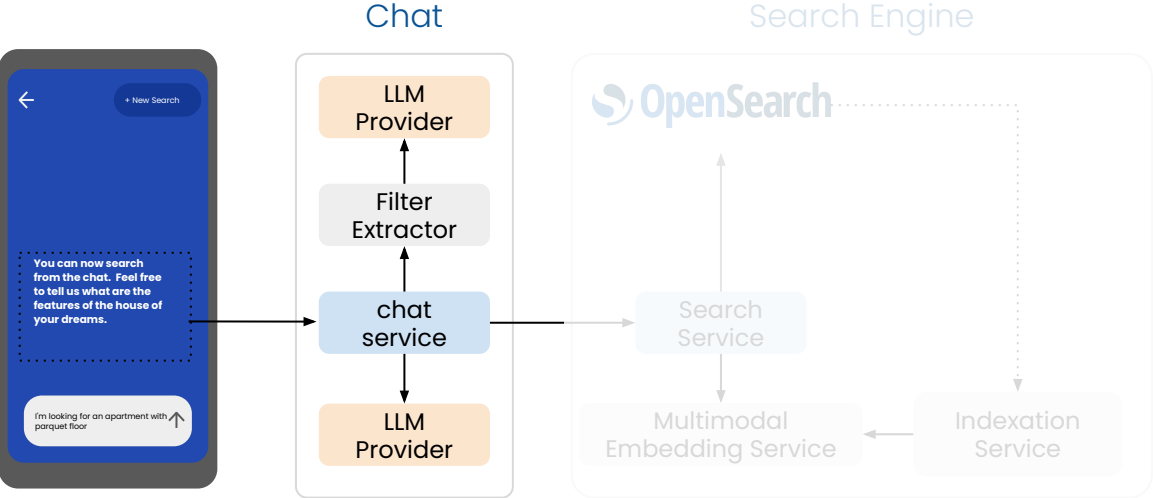 Chat
Search Engine
+ New Search
You can now search
from the chat. Feel free
to tell us what are the
features of the house of
your dreams.
I'm looking for an apartment with
parquet floor
LLM
Provider
Filter
Extractor
chat
service
LLM
Provider
OpenSearch
Search
Service
Multimodal
Embedding Service
Indexation
Service